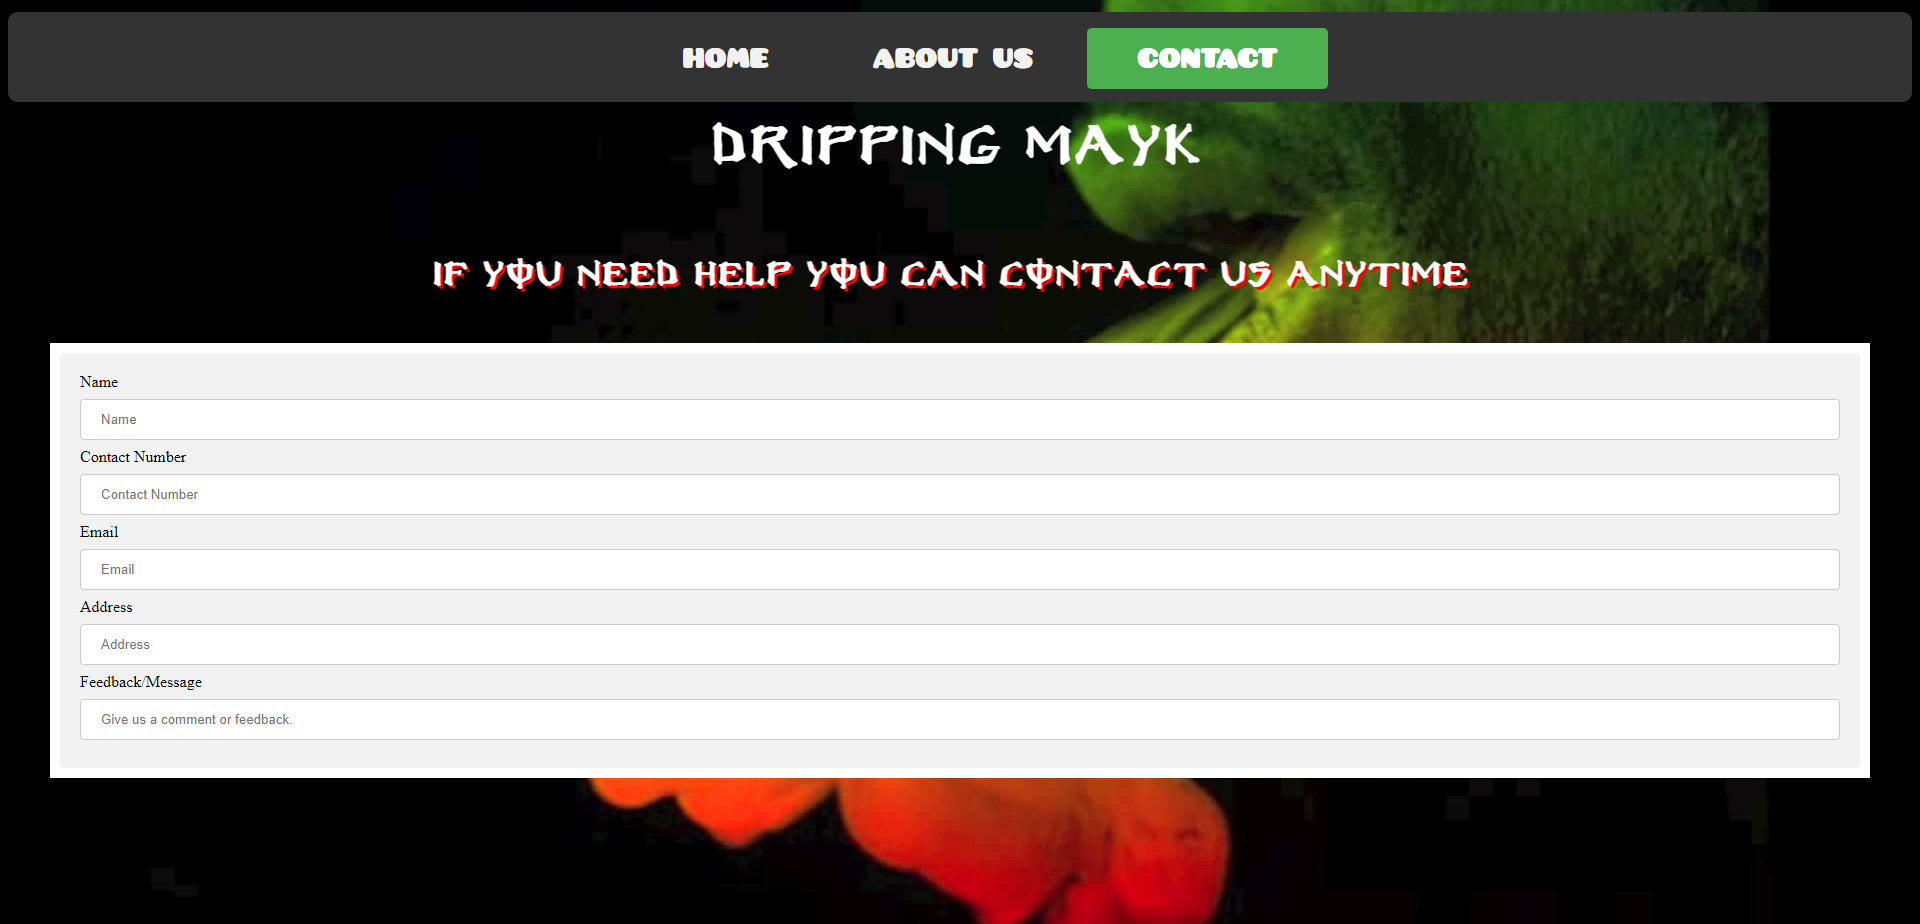 HOME ABOUT US CONTACT
DRIPPING MAYK
IF YOU NEED HELP YOU CAN CONTACT US ANYTIME
Name
Name
Contact Number
Contact Number
Email
Email
Address
Address
Feedback/Message
Give us a comment or feedback.